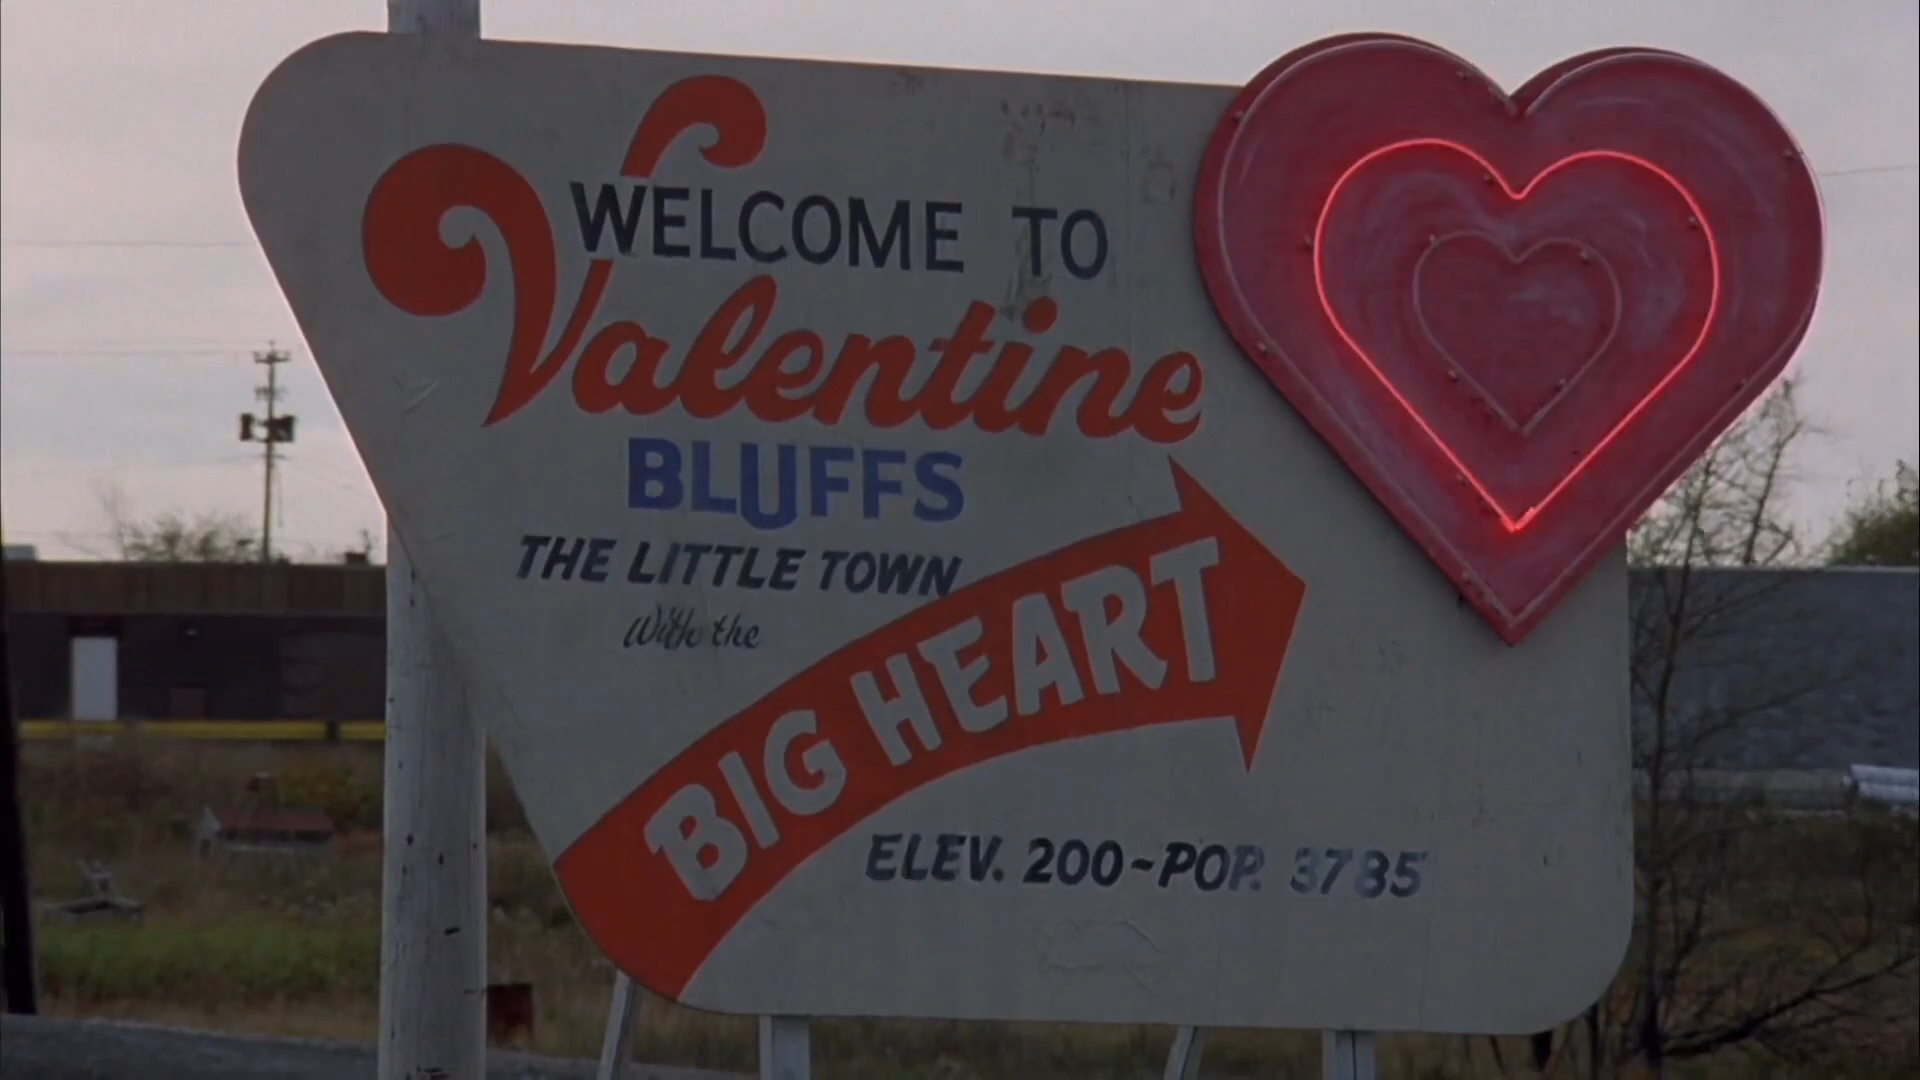 WELCOME TO
Valentine
BLUFFS
THE LITTLE TOWN
With the
BIG HEART
ELEV. 200~POP. 3785